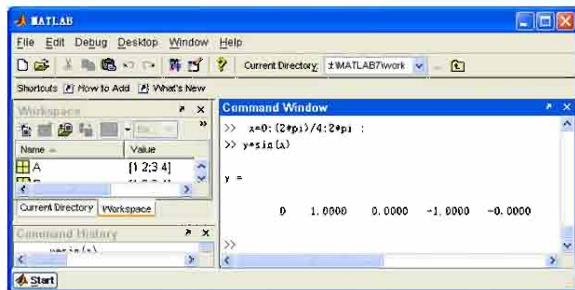 MATLAB
File Edit Debug Desktop Window Help
Current Directory: MATLAB7\work
Shortcuts How to Add What's New
Workspace
Name Value
A [1 2;3 4]
Current Directory Workspace
Command History
Command Window
>> x=0:(2*pi)/4:2*pi ;
>> y=sin(x)
y =
0 1.0000 0.0000 -1.0000 -0.0000
>>
Start